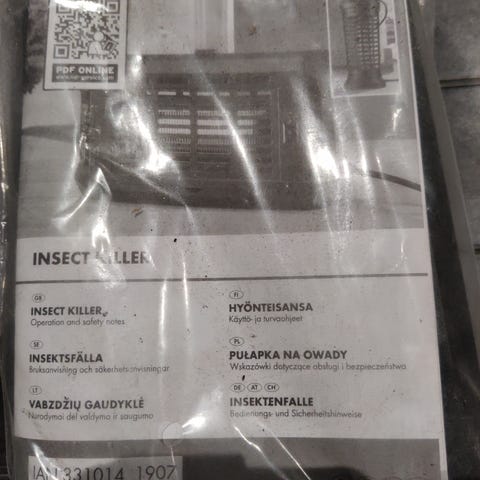 PDF ONLINE
INSECT KILLER
GB
INSECT KILLER
Operation and safety notes
SE
INSEKTSFÄLLA
Bruksanvisning och säkerhetsanvisningar
LT
VABZDŽIŲ GAUDYKLĖ
Nurodymai dėl valdymo ir saugumo
FI
HYÖNTEISANSA
Käyttö- ja turvaohjeet
PL
PUŁAPKA NA OWADY
Wskazówki dotyczące obsługi i bezpieczeństwa
DE AT CH
INSEKTENFALLE
Bedienungs- und Sicherheitshinweise
IAN 331014_1907